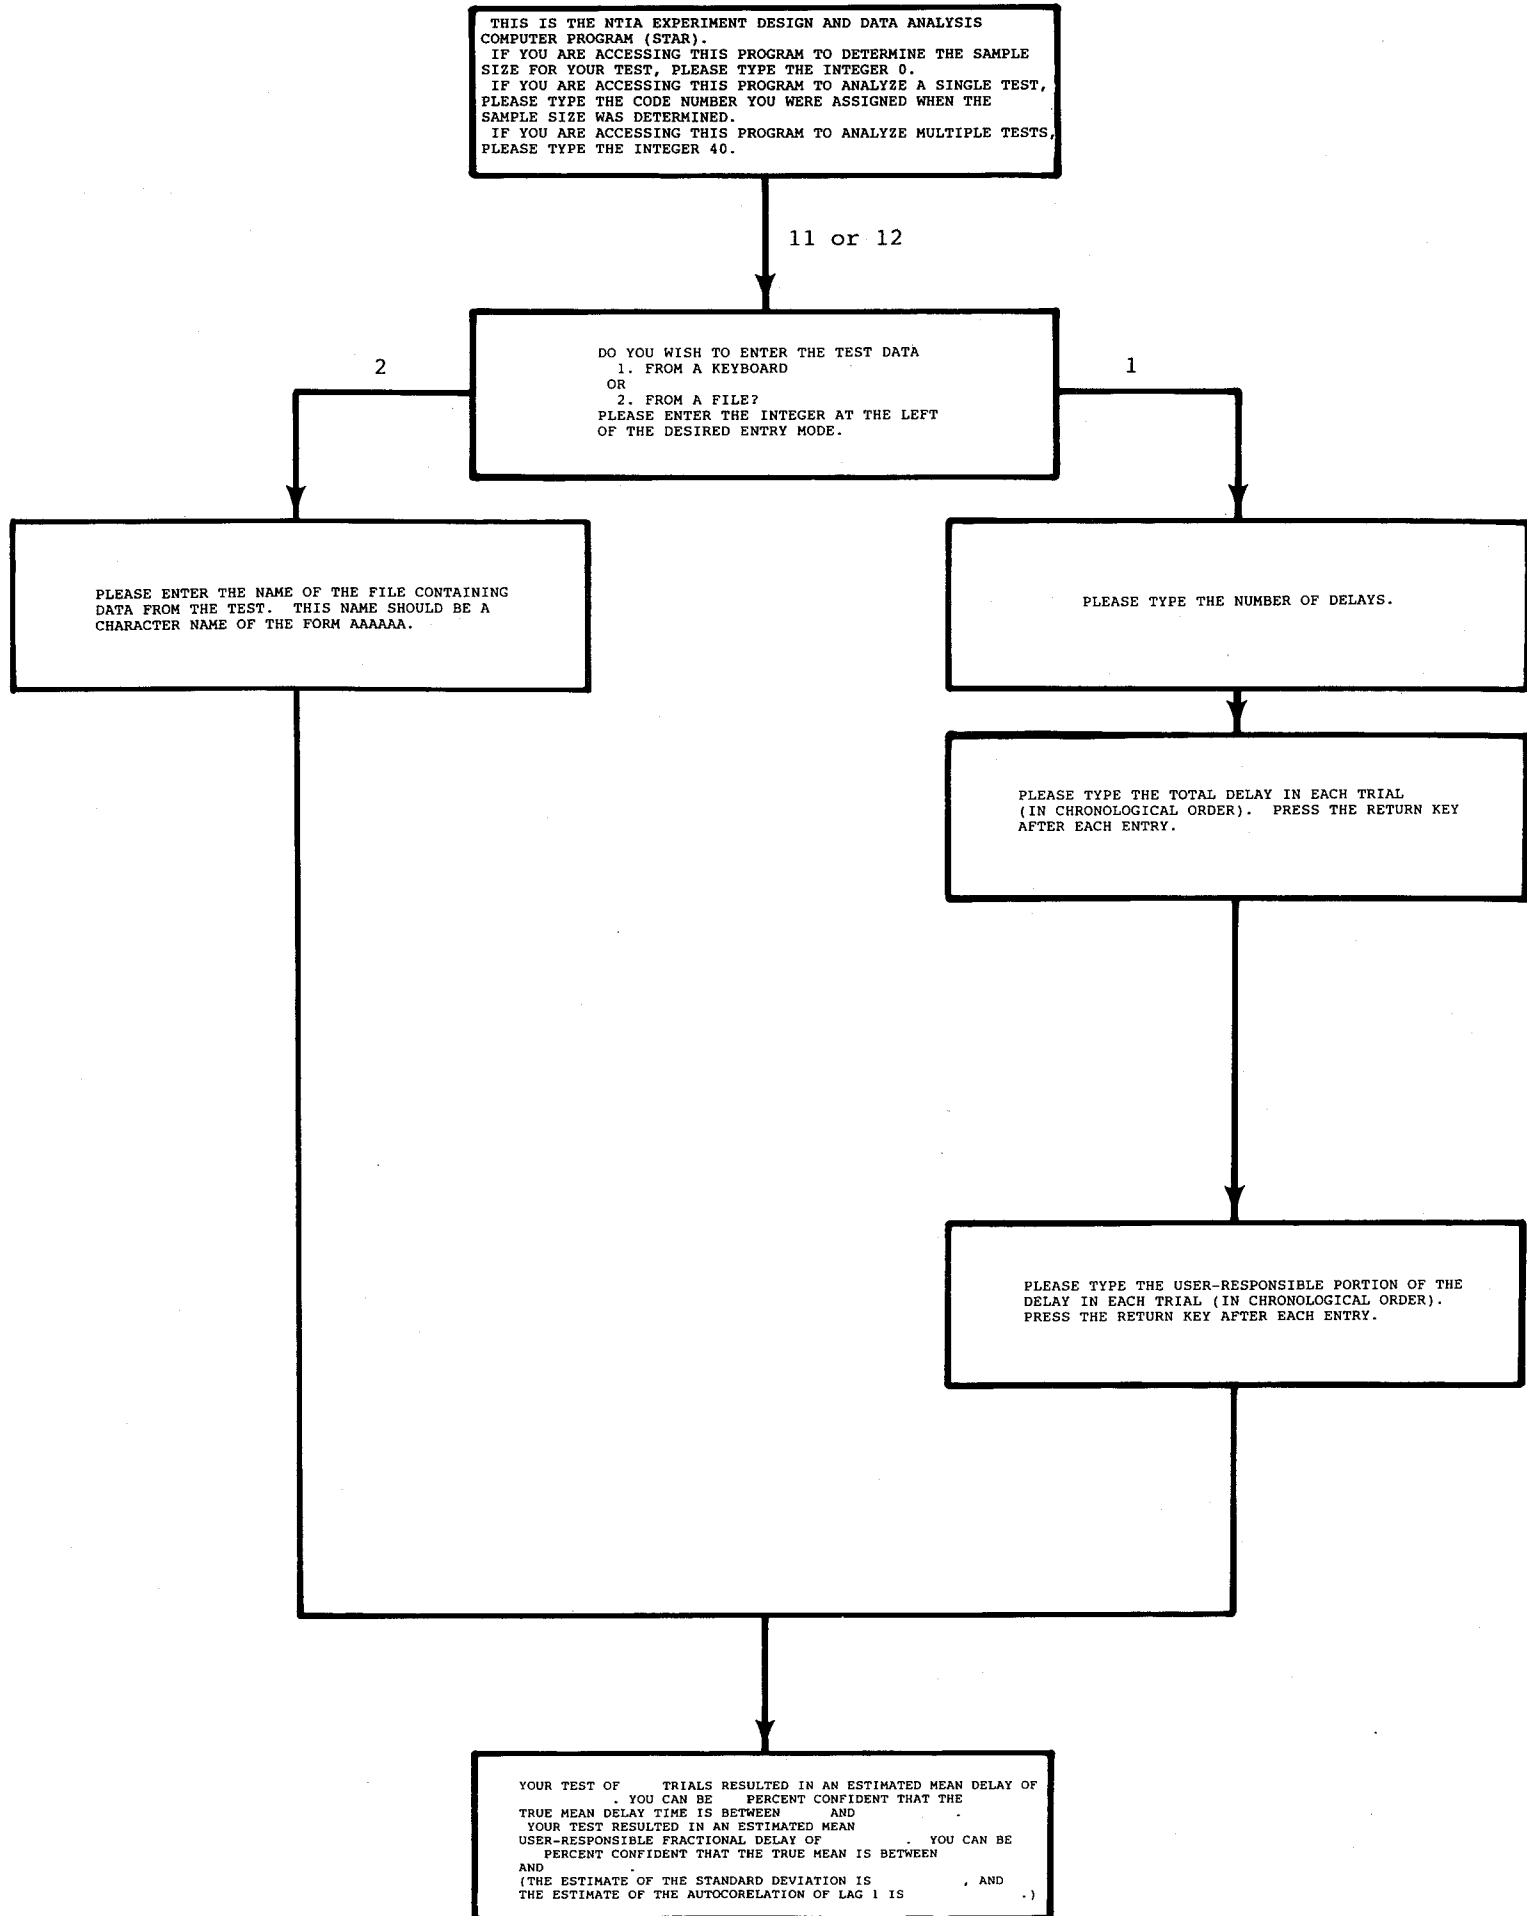 THIS IS THE NTIA EXPERIMENT DESIGN AND DATA ANALYSIS
COMPUTER PROGRAM (STAR).
IF YOU ARE ACCESSING THIS PROGRAM TO DETERMINE THE SAMPLE
SIZE FOR YOUR TEST, PLEASE TYPE THE INTEGER 0.
IF YOU ARE ACCESSING THIS PROGRAM TO ANALYZE A SINGLE TEST,
PLEASE TYPE THE CODE NUMBER YOU WERE ASSIGNED WHEN THE
SAMPLE SIZE WAS DETERMINED.
IF YOU ARE ACCESSING THIS PROGRAM TO ANALYZE MULTIPLE TESTS,
PLEASE TYPE THE INTEGER 40.
11 or 12
DO YOU WISH TO ENTER THE TEST DATA
1. FROM A KEYBOARD
OR
2. FROM A FILE?
PLEASE ENTER THE INTEGER AT THE LEFT
OF THE DESIRED ENTRY MODE.
2
1
PLEASE ENTER THE NAME OF THE FILE CONTAINING
DATA FROM THE TEST. THIS NAME SHOULD BE A
CHARACTER NAME OF THE FORM AAAAAA.
PLEASE TYPE THE NUMBER OF DELAYS.
PLEASE TYPE THE TOTAL DELAY IN EACH TRIAL
(IN CHRONOLOGICAL ORDER). PRESS THE RETURN KEY
AFTER EACH ENTRY.
PLEASE TYPE THE USER-RESPONSIBLE PORTION OF THE
DELAY IN EACH TRIAL (IN CHRONOLOGICAL ORDER).
PRESS THE RETURN KEY AFTER EACH ENTRY.
YOUR TEST OF TRIALS RESULTED IN AN ESTIMATED MEAN DELAY OF
. YOU CAN BE PERCENT CONFIDENT THAT THE
TRUE MEAN DELAY TIME IS BETWEEN AND .
YOUR TEST RESULTED IN AN ESTIMATED MEAN
USER-RESPONSIBLE FRACTIONAL DELAY OF . YOU CAN BE
PERCENT CONFIDENT THAT THE TRUE MEAN IS BETWEEN
AND .
(THE ESTIMATE OF THE STANDARD DEVIATION IS , AND
THE ESTIMATE OF THE AUTOCORELATION OF LAG 1 IS .)